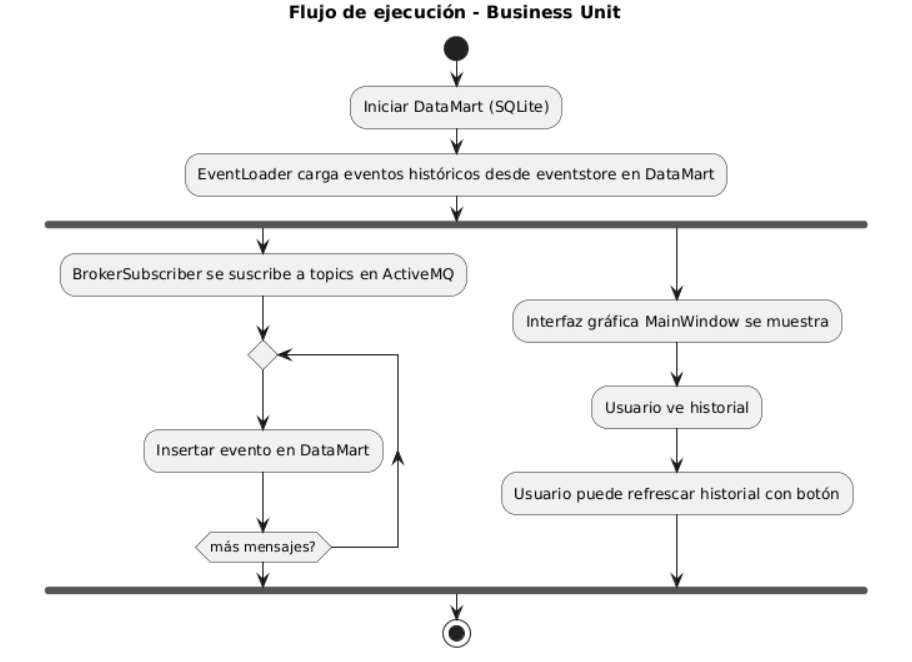 Flujo de ejecución - Business Unit
Iniciar DataMart (SQLite)
EventLoader carga eventos históricos desde eventstore en DataMart
BrokerSubscriber se suscribe a topics en ActiveMQ
Insertar evento en DataMart
más mensajes?
Interfaz gráfica MainWindow se muestra
Usuario ve historial
Usuario puede refrescar historial con botón